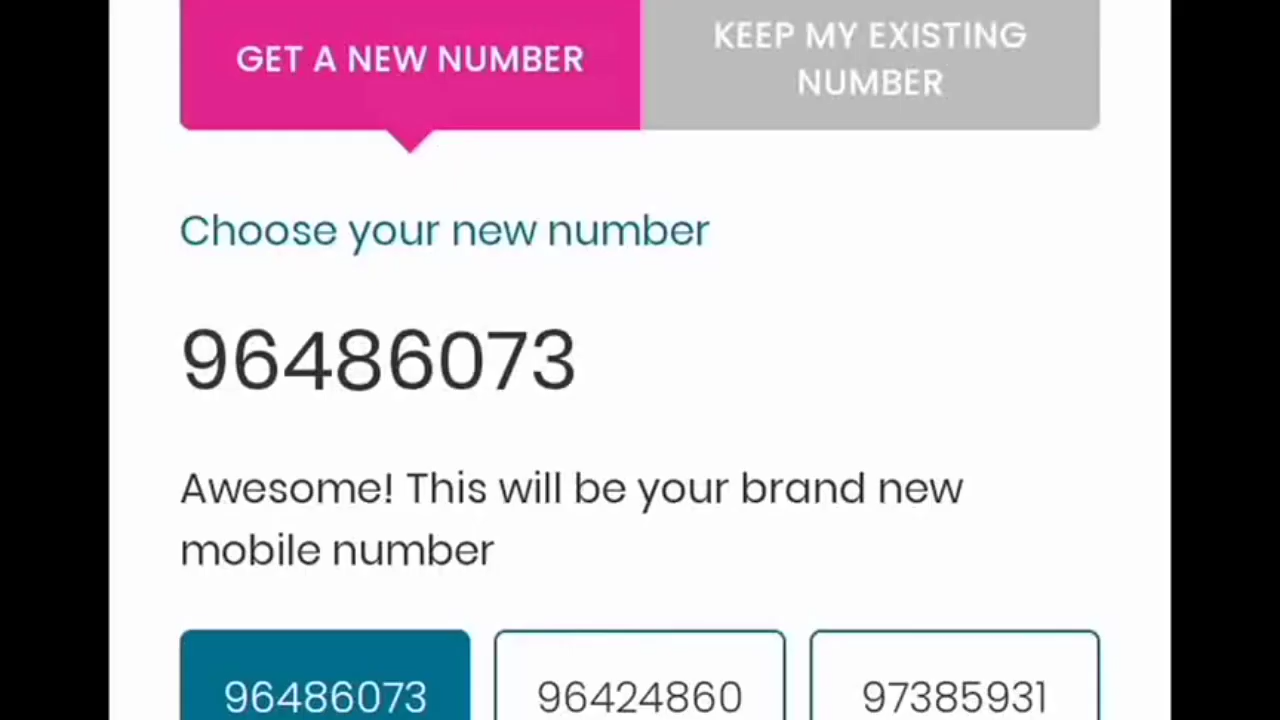 GET A NEW NUMBER
KEEP MY EXISTING
NUMBER
Choose your new number
96486073
Awesome! This will be your brand new
mobile number
96486073
96424860
97385931